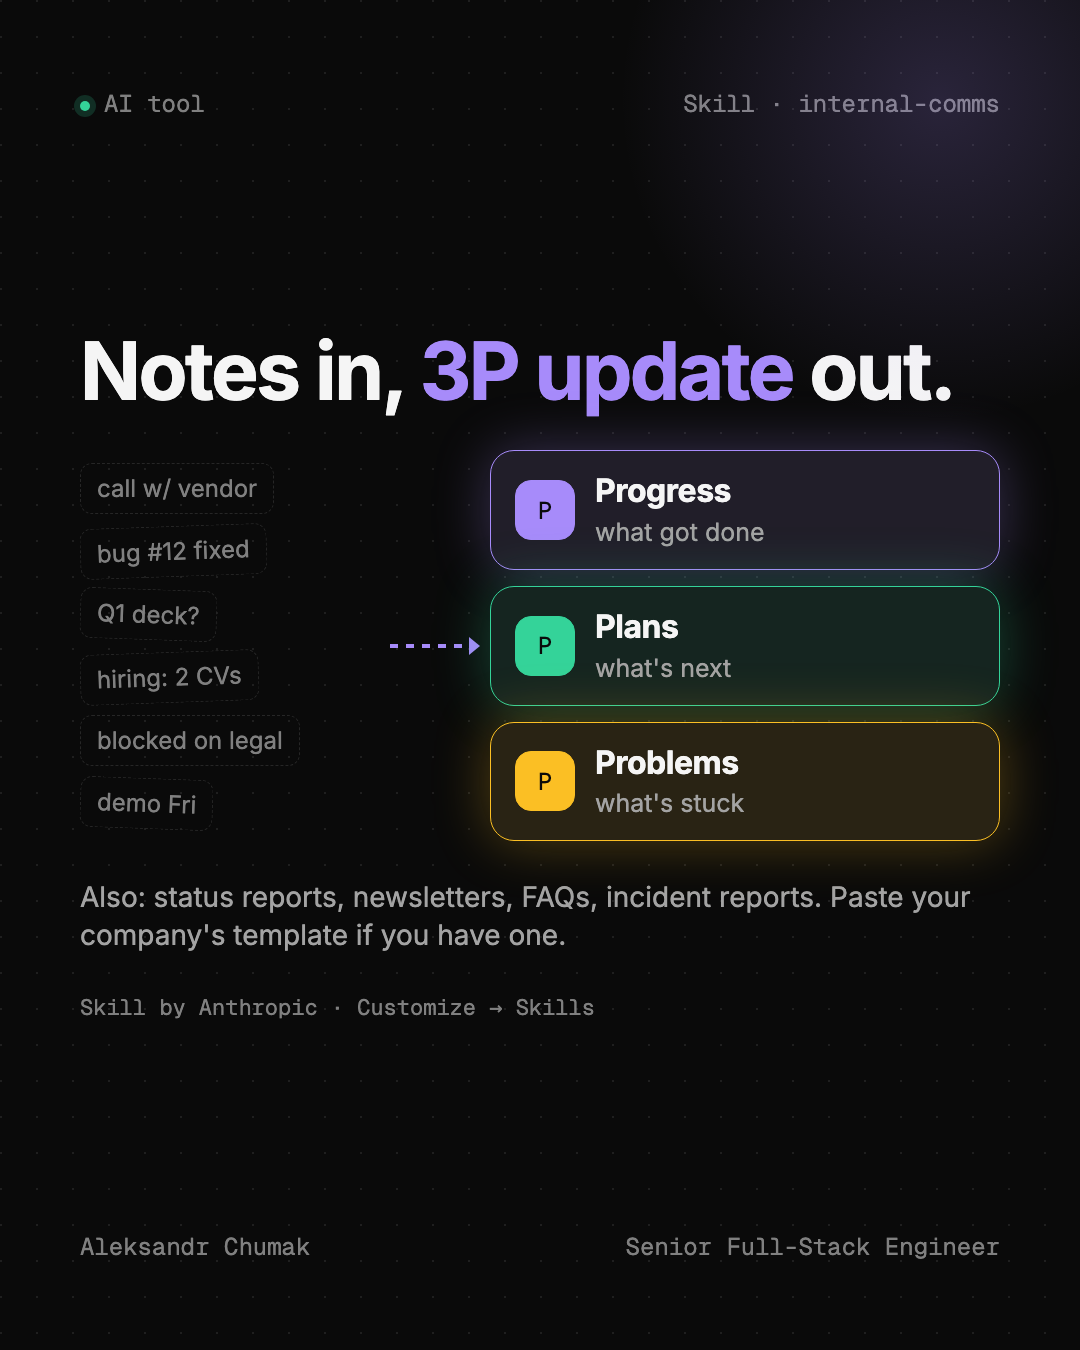 AI tool
Skill · internal-comms
Notes in, 3P update out.
call w/ vendor
bug #12 fixed
Q1 deck?
hiring: 2 CVs
blocked on legal
demo Fri
P
Progress
what got done
P
Plans
what's next
P
Problems
what's stuck
Also: status reports, newsletters, FAQs, incident reports. Paste your
company's template if you have one.
Skill by Anthropic · Customize → Skills
Aleksandr Chumak
Senior Full-Stack Engineer